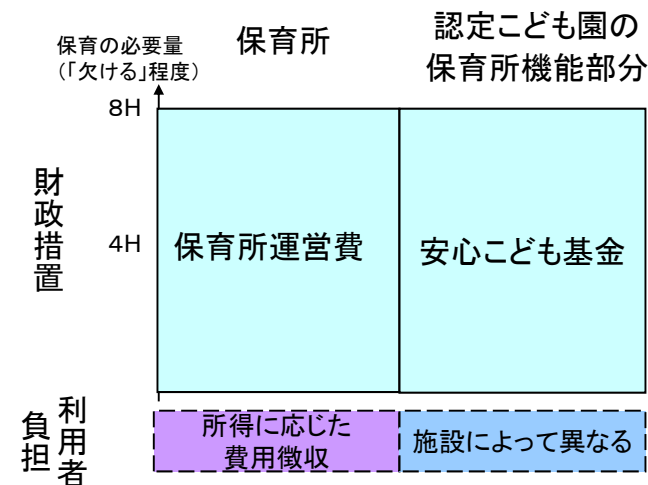 保育の必要量
（「欠ける」程度）
保育所
認定こども園の
保育所機能部分
8H
財政措置
4H
保育所運営費
安心こども基金
利用者
負担
所得に応じた
費用徴収
施設によって異なる